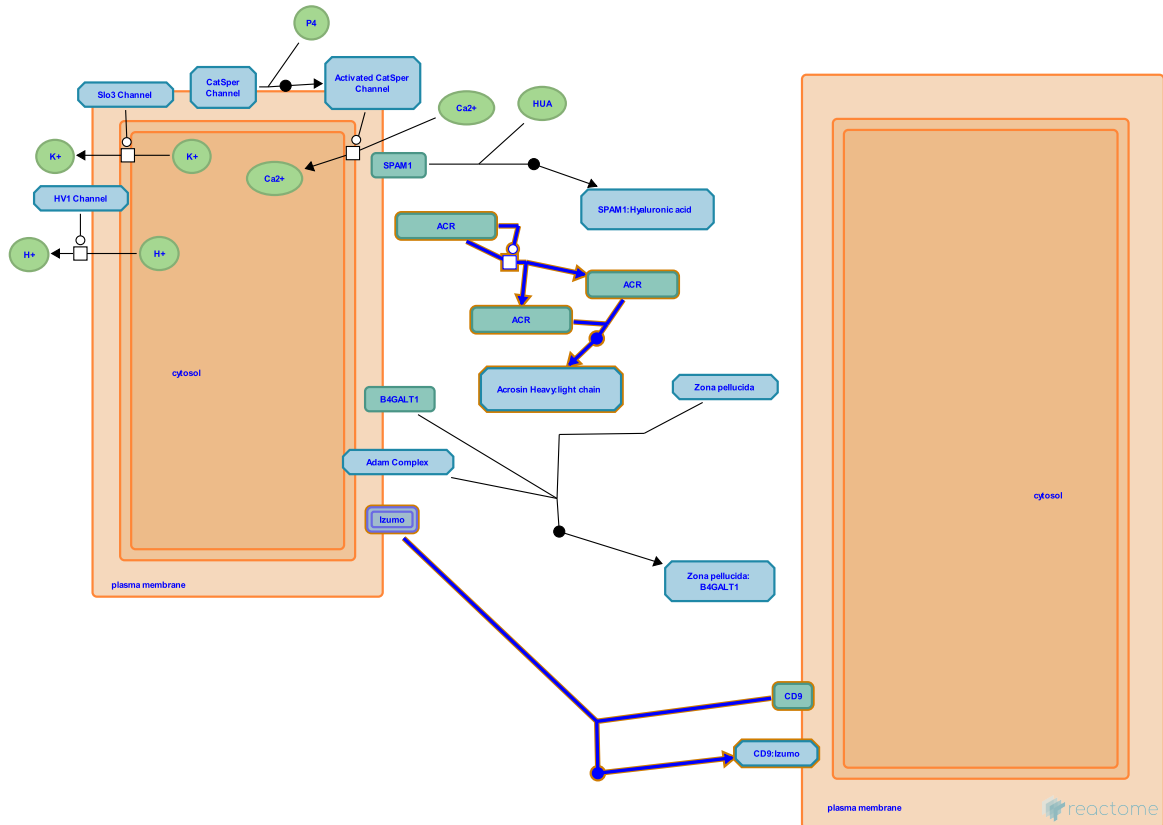 P4
CatSper
Channel
Activated CatSper
Channel
Slo3 Channel
Ca2+
HUA
K+
K+
SPAM1
Ca2+
HV1 Channel
SPAM1:Hyaluronic acid
ACR
H+
H+
ACR
ACR
cytosol
Acrosin Heavy:light chain
Zona pellucida
B4GALT1
Adam Complex
cytosol
Izumo
Zona pellucida:
B4GALT1
plasma membrane
CD9
CD9:Izumo
plasma membrane
reactome